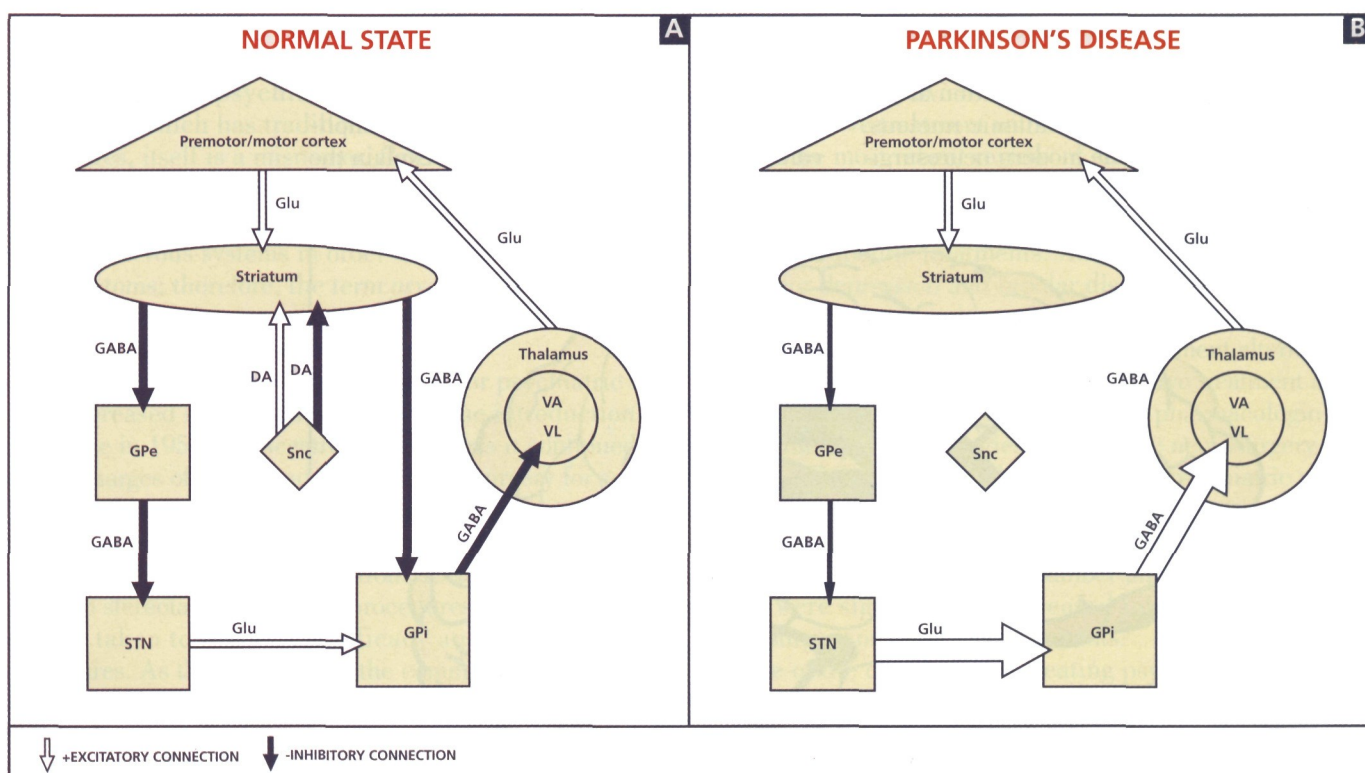 NORMAL STATE
A
Premotor/motor cortex
Glu
Glu
Striatum
GABA
DA
DA
GABA
Thalamus
VA
VL
GPe
Snc
GABA
GABA
STN
Glu
GPi
PARKINSON'S DISEASE
B
Premotor/motor cortex
Glu
Glu
Striatum
GABA
GABA
Thalamus
VA
VL
GPe
Snc
GABA
GABA
STN
Glu
GPi
+EXCITATORY CONNECTION
-INHIBITORY CONNECTION